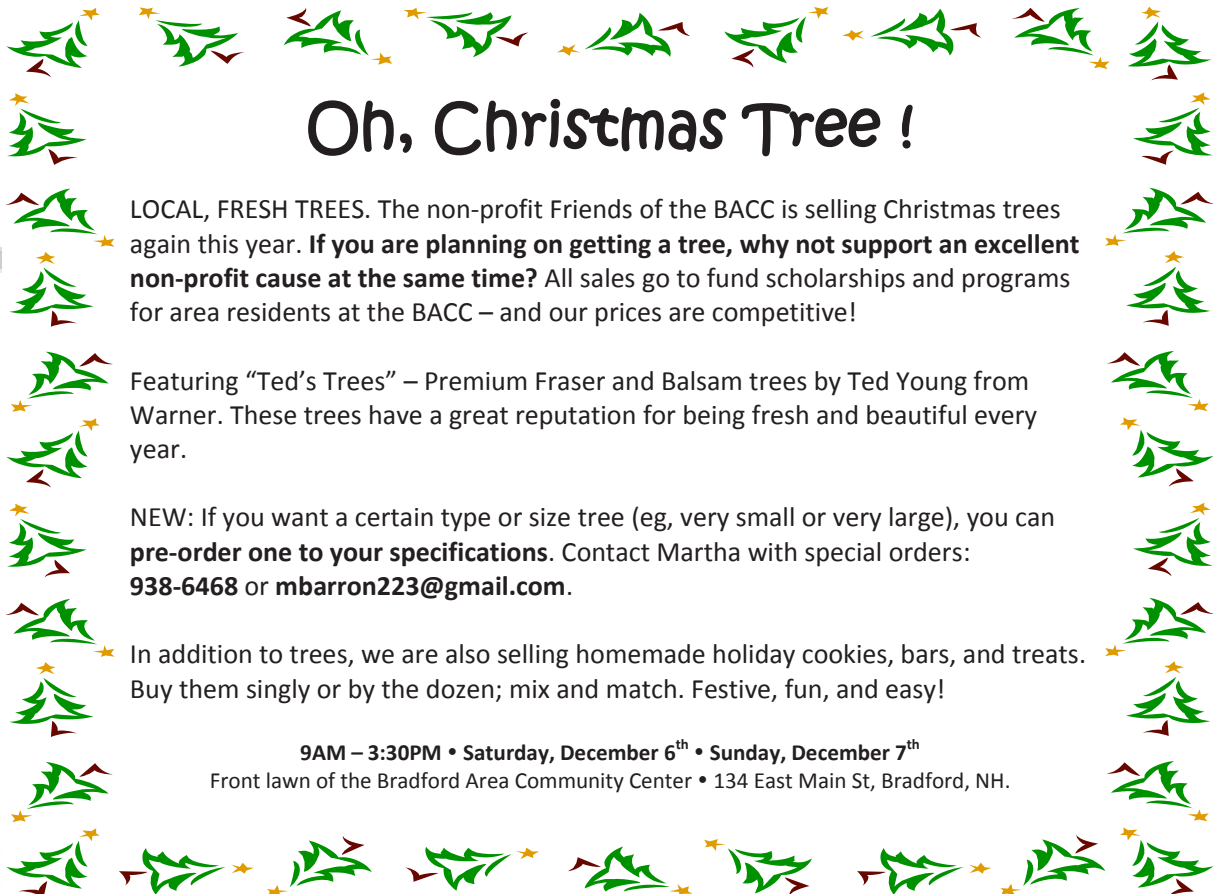 Oh, Christmas Tree !
LOCAL, FRESH TREES. The non-profit Friends of the BACC is selling Christmas trees
again this year. If you are planning on getting a tree, why not support an excellent
non-profit cause at the same time? All sales go to fund scholarships and programs
for area residents at the BACC – and our prices are competitive!
Featuring “Ted’s Trees” – Premium Fraser and Balsam trees by Ted Young from
Warner. These trees have a great reputation for being fresh and beautiful every
year.
NEW: If you want a certain type or size tree (eg, very small or very large), you can
pre-order one to your specifications. Contact Martha with special orders:
938-6468 or mbarron223@gmail.com.
In addition to trees, we are also selling homemade holiday cookies, bars, and treats.
Buy them singly or by the dozen; mix and match. Festive, fun, and easy!
9AM – 3:30PM • Saturday, December 6th • Sunday, December 7th
Front lawn of the Bradford Area Community Center • 134 East Main St, Bradford, NH.